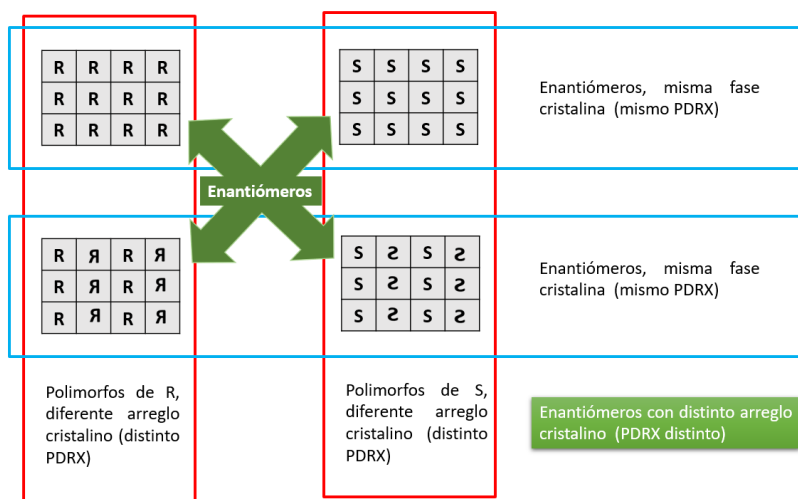 R R R R
R R R R
R R R R
S S S S
S S S S
S S S S
Enantiómeros, misma fase
cristalina (mismo PDRX)
Enantiómeros
R Я R Я
R Я R Я
R Я R Я
S Ƨ S Ƨ
S Ƨ S Ƨ
S Ƨ S Ƨ
Enantiómeros, misma fase
cristalina (mismo PDRX)
Polimorfos de R,
diferente arreglo
cristalino (distinto
PDRX)
Polimorfos de S,
diferente arreglo
cristalino (distinto
PDRX)
Enantiómeros con distinto arreglo
cristalino (PDRX distinto)